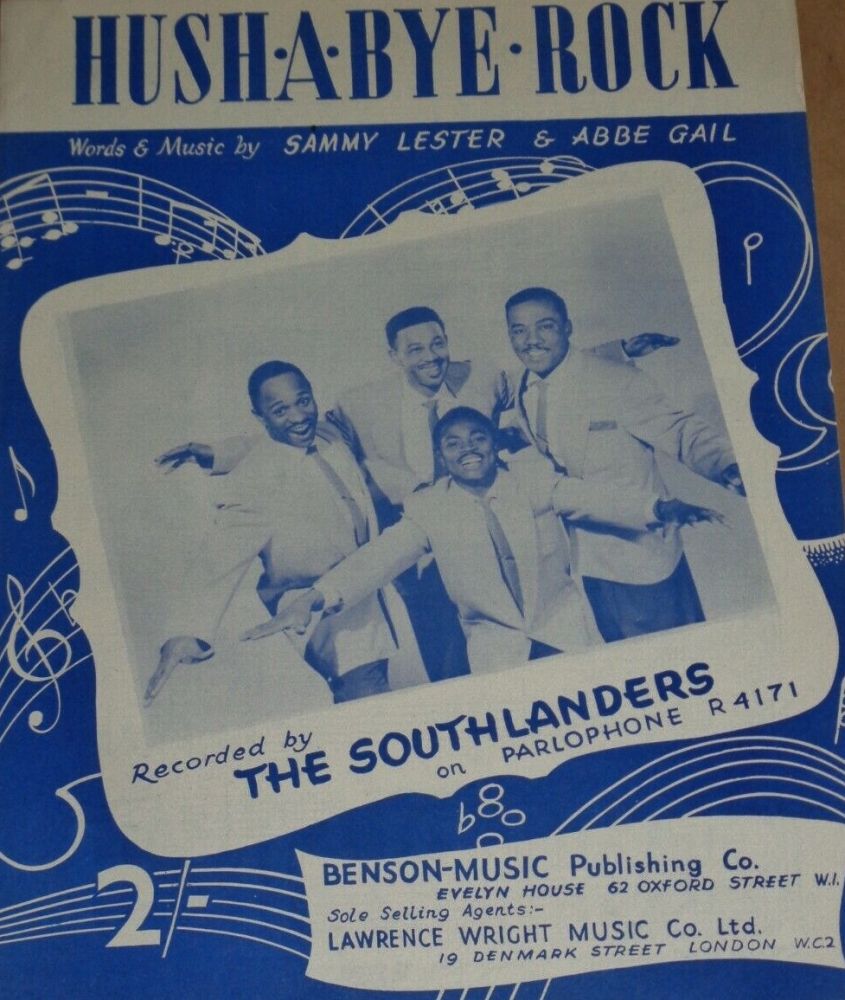 HUSH·A·BYE·ROCK
Words & Music by SAMMY LESTER & ABBE GAIL
Recorded by
THE SOUTHLANDERS
on PARLOPHONE R 4171
2/-
BENSON-MUSIC Publishing Co.
EVELYN HOUSE 62 OXFORD STREET W.1.
Sole Selling Agents:-
LAWRENCE WRIGHT MUSIC Co. Ltd.
19 DENMARK STREET LONDON W.C.2